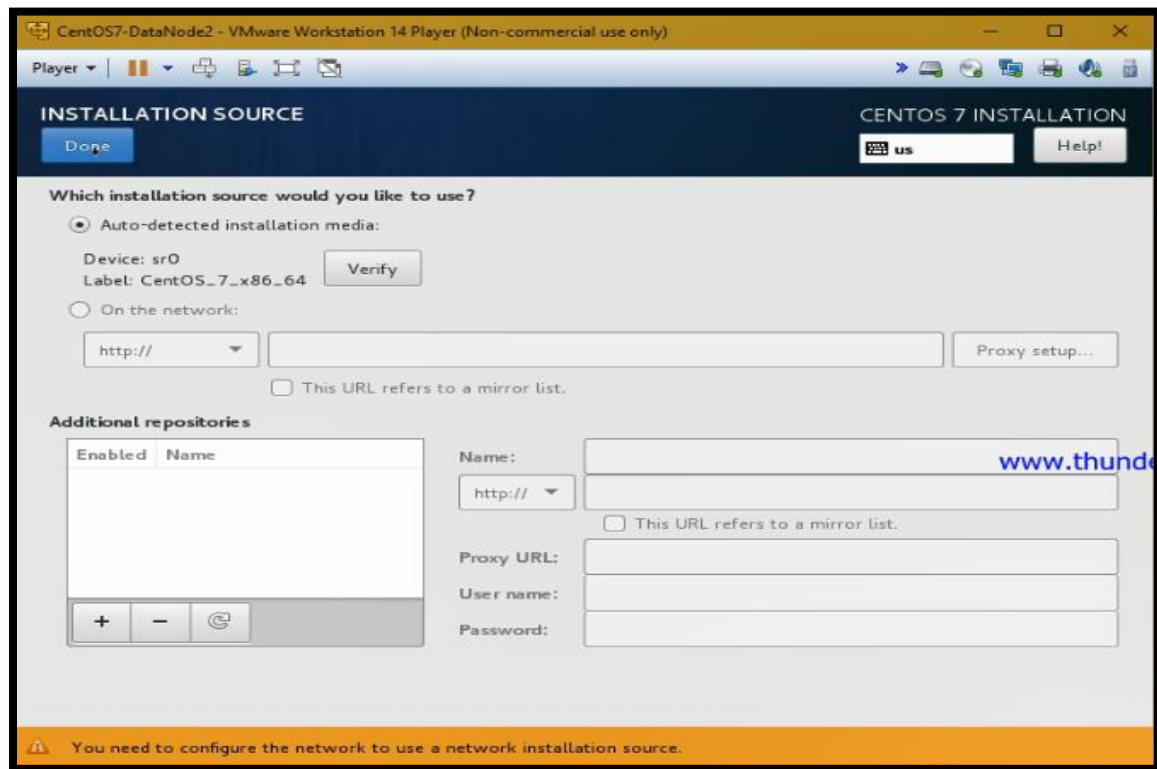 CentOS7-DataNode2 - VMware Workstation 14 Player (Non-commercial use only)
Player
INSTALLATION SOURCE
CENTOS 7 INSTALLATION
Done
us
Help!
Which installation source would you like to use?
Auto-detected installation media:
Device: sr0
Label: CentOS_7_x86_64
Verify
On the network:
http://
Proxy setup...
This URL refers to a mirror list.
Additional repositories
Enabled Name
Name:
www.thunde
http://
This URL refers to a mirror list.
Proxy URL:
User name:
Password:
You need to configure the network to use a network installation source.